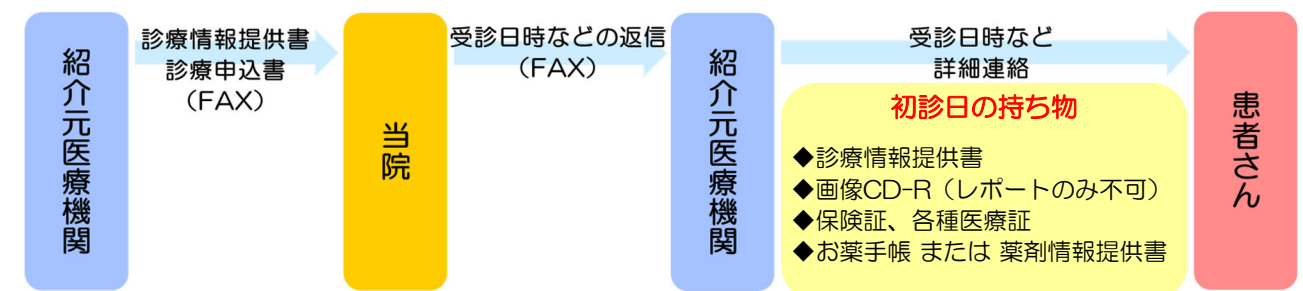 紹介元医療機関
診療情報提供書
診療申込書
（FAX）
当院
受診日時などの返信
（FAX）
紹介元医療機関
受診日時など
詳細連絡
初診日の持ち物
◆診療情報提供書
◆画像CD-R（レポートのみ不可）
◆保険証、各種医療証
◆お薬手帳 または 薬剤情報提供書
患者さん